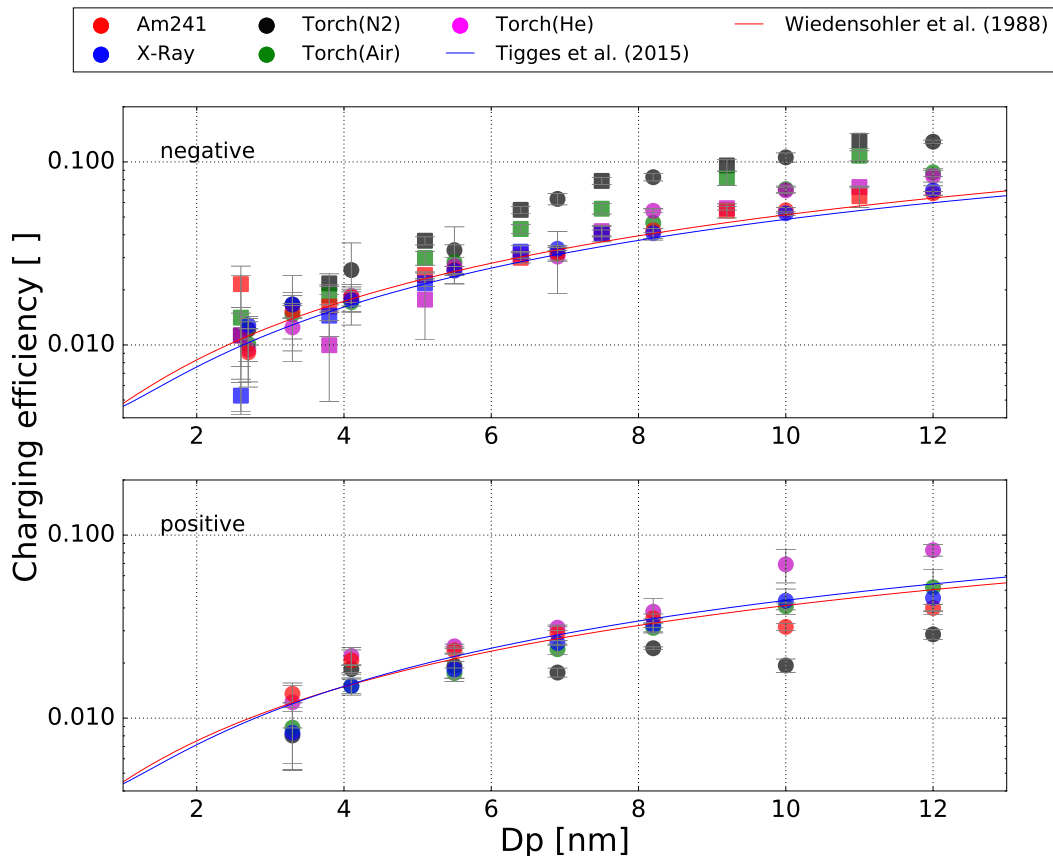 Am241 Torch(N2) Torch(He) Wiedensohler et al. (1988)
X-Ray Torch(Air) Tigges et al. (2015)
Charging efficiency [ ]
negative
0.100
0.010
2 4 6 8 10 12
positive
0.100
0.010
2 4 6 8 10 12
Dp [nm]